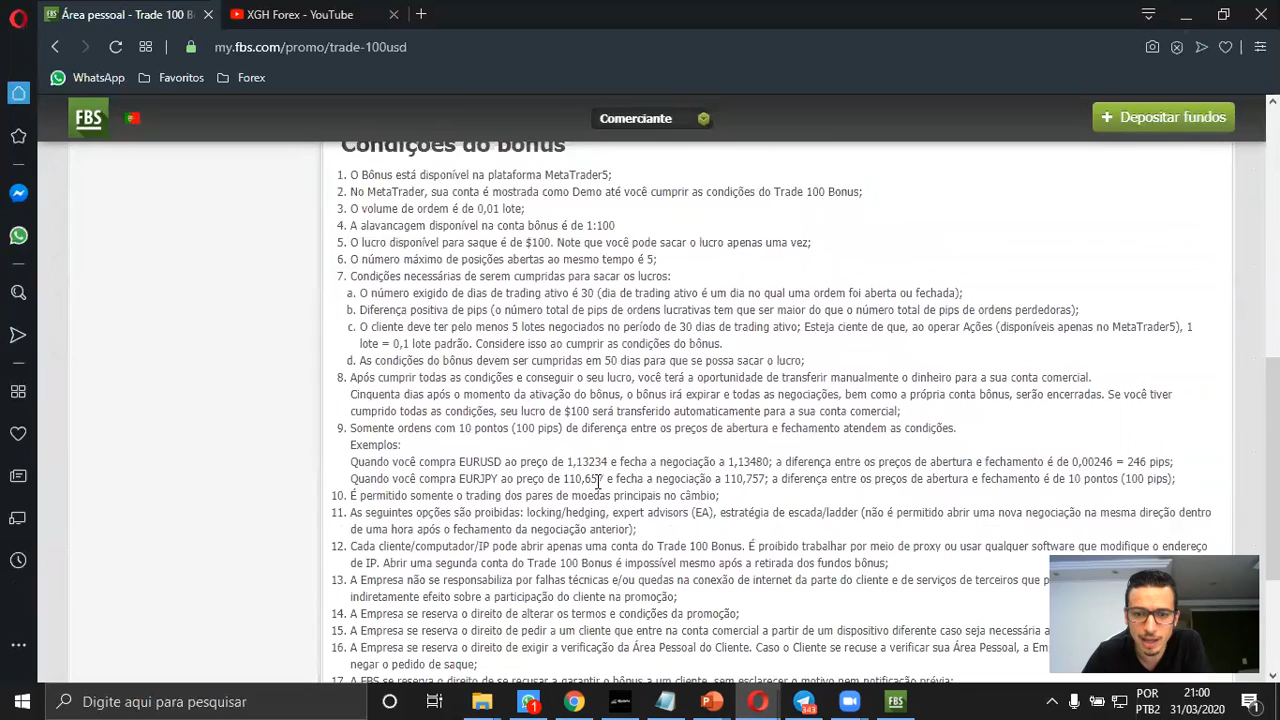 Área pessoal - Trade 100 B
XGH Forex - YouTube
my.fbs.com/promo/trade-100usd
WhatsApp
Favoritos
Forex
FBS
Comerciante
+ Depositar fundos
Condições do bônus
1. O Bônus está disponível na plataforma MetaTrader5;
2. No MetaTrader, sua conta é mostrada como Demo até você cumprir as condições do Trade 100 Bonus;
3. O volume de ordem é de 0,01 lote;
4. A alavancagem disponível na conta bônus é de 1:100
5. O lucro disponível para saque é de $100. Note que você pode sacar o lucro apenas uma vez;
6. O número máximo de posições abertas ao mesmo tempo é 5;
7. Condições necessárias de serem cumpridas para sacar os lucros:
a. O número exigido de dias de trading ativo é 30 (dia de trading ativo é um dia no qual uma ordem foi aberta ou fechada);
b. Diferença positiva de pips (o número total de pips de ordens lucrativas tem que ser maior do que o número total de pips de ordens perdedoras);
c. O cliente deve ter pelo menos 5 lotes negociados no período de 30 dias de trading ativo; Esteja ciente de que, ao operar Ações (disponíveis apenas no MetaTrader5), 1
lote = 0,1 lote padrão. Considere isso ao cumprir as condições do bônus.
d. As condições do bônus devem ser cumpridas em 50 dias para que se possa sacar o lucro;
8. Após cumprir todas as condições e conseguir o seu lucro, você terá a oportunidade de transferir manualmente o dinheiro para a sua conta comercial.
Cinquenta dias após o momento da ativação do bônus, o bônus irá expirar e todas as negociações, bem como a própria conta bônus, serão encerradas. Se você tiver
cumprido todas as condições, seu lucro de $100 será transferido automaticamente para a sua conta comercial;
9. Somente ordens com 10 pontos (100 pips) de diferença entre os preços de abertura e fechamento atendem as condições.
Exemplos:
Quando você compra EURUSD ao preço de 1,13234 e fecha a negociação a 1,13480; a diferença entre os preços de abertura e fechamento é de 0,00246 = 246 pips;
Quando você compra EURJPY ao preço de 110,657 e fecha a negociação a 110,757; a diferença entre os preços de abertura e fechamento é de 10 pontos (100 pips);
10. É permitido somente o trading dos pares de moedas principais no câmbio;
11. As seguintes opções são proibidas: locking/hedging, expert advisors (EA), estratégia de escada/ladder (não é permitido abrir uma nova negociação na mesma direção dentro
de uma hora após o fechamento da negociação anterior);
12. Cada cliente/computador/IP pode abrir apenas uma conta do Trade 100 Bonus. É proibido trabalhar por meio de proxy ou usar qualquer software que modifique o endereço
de IP. Abrir uma segunda conta do Trade 100 Bonus é impossível mesmo após a retirada dos fundos bônus;
13. A Empresa não se responsabiliza por falhas técnicas e/ou quedas na conexão de internet da parte do cliente e de serviços de terceiros que p
indiretamente efeito sobre a participação do cliente na promoção;
14. A Empresa se reserva o direito de alterar os termos e condições da promoção;
15. A Empresa se reserva o direito de pedir a um cliente que entre na conta comercial a partir de um dispositivo diferente caso seja necessária a
16. A Empresa se reserva o direito de exigir a verificação da Área Pessoal do Cliente. Caso o Cliente se recuse a verificar sua Área Pessoal, a Em
negar o pedido de saque;
17. A FBS se reserva o direito de se recusar o bônus a um cliente, sem esclarecer o motivo nem notificação prévia;
Digite aqui para pesquisar
1
343
FBS
POR
PTB2
21:00
31/03/2020
1